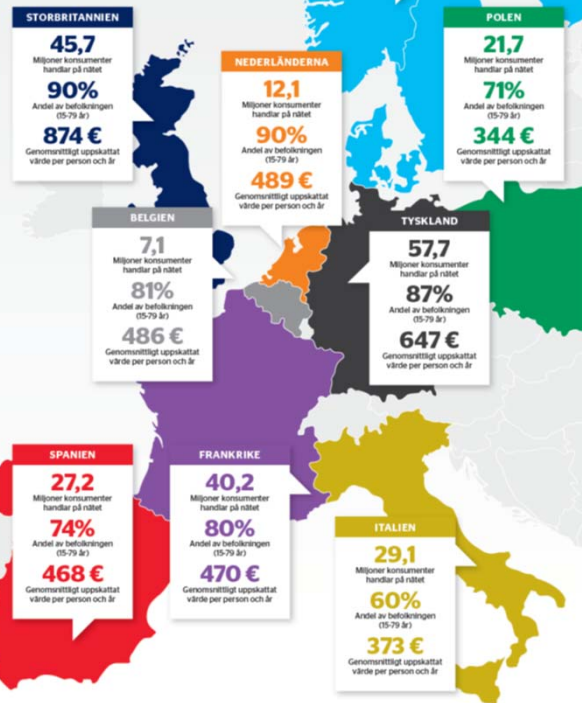 STORBRITANNIEN
45,7
Miljoner konsumenter
handlar på nätet
90%
Andel av befolkningen
(15-79 år)
874 €
Genomsnittligt uppskattat
värde per person och år
NEDERLÄNDERNA
12,1
Miljoner konsumenter
handlar på nätet
90%
Andel av befolkningen
(15-79 år)
489 €
Genomsnittligt uppskattat
värde per person och år
POLEN
21,7
Miljoner konsumenter
handlar på nätet
71%
Andel av befolkningen
(15-79 år)
344 €
Genomsnittligt uppskattat
värde per person och år
BELGIEN
7,1
Miljoner konsumenter
handlar på nätet
81%
Andel av befolkningen
(15-79 år)
486 €
Genomsnittligt uppskattat
värde per person och år
TYSKLAND
57,7
Miljoner konsumenter
handlar på nätet
87%
Andel av befolkningen
(15-79 år)
647 €
Genomsnittligt uppskattat
värde per person och år
SPANIEN
27,2
Miljoner konsumenter
handlar på nätet
74%
Andel av befolkningen
(15-79 år)
468 €
Genomsnittligt uppskattat
värde per person och år
FRANKRIKE
40,2
Miljoner konsumenter
handlar på nätet
80%
Andel av befolkningen
(15-79 år)
470 €
Genomsnittligt uppskattat
värde per person och år
ITALIEN
29,1
Miljoner konsumenter
handlar på nätet
60%
Andel av befolkningen
(15-79 år)
373 €
Genomsnittligt uppskattat
värde per person och år